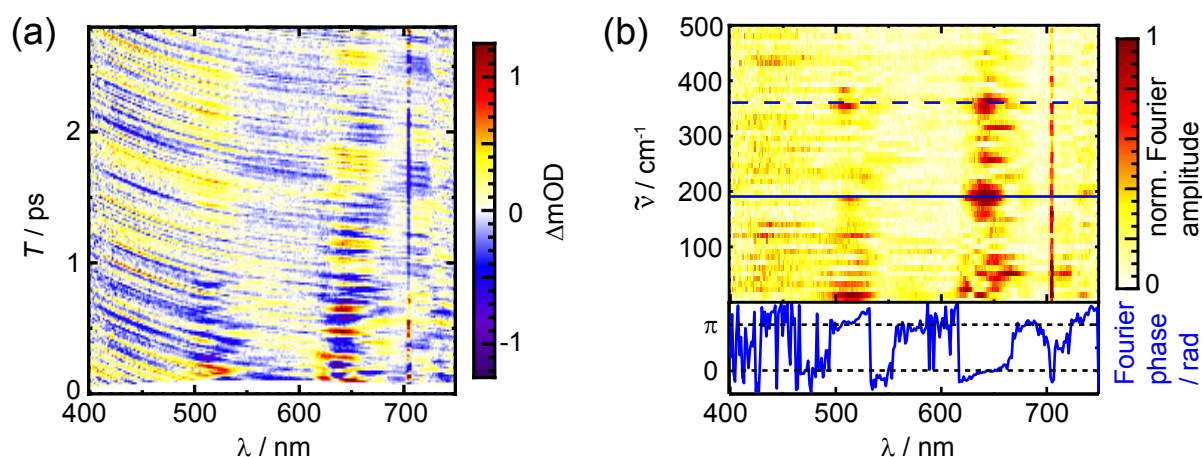 (a)
T / ps
2
1
0
400
500
600
700
λ / nm
1
0
-1
ΔmOD
(b)
ν̃ / cm⁻¹
500
400
300
200
100
π
0
400
500
600
700
λ / nm
1
0
norm. Fourier
amplitude
Fourier
phase
/ rad